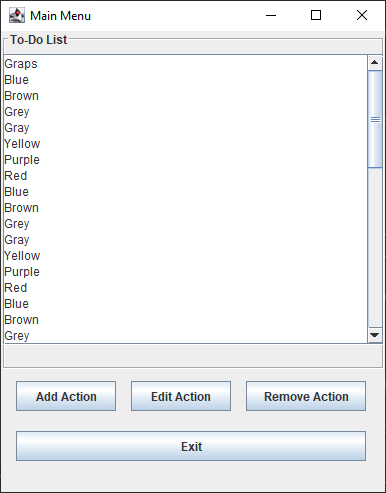 Main Menu
To-Do List
Graps
Blue
Brown
Grey
Gray
Yellow
Purple
Red
Blue
Brown
Grey
Gray
Yellow
Purple
Red
Blue
Brown
Grey
Add Action Edit Action Remove Action
Exit